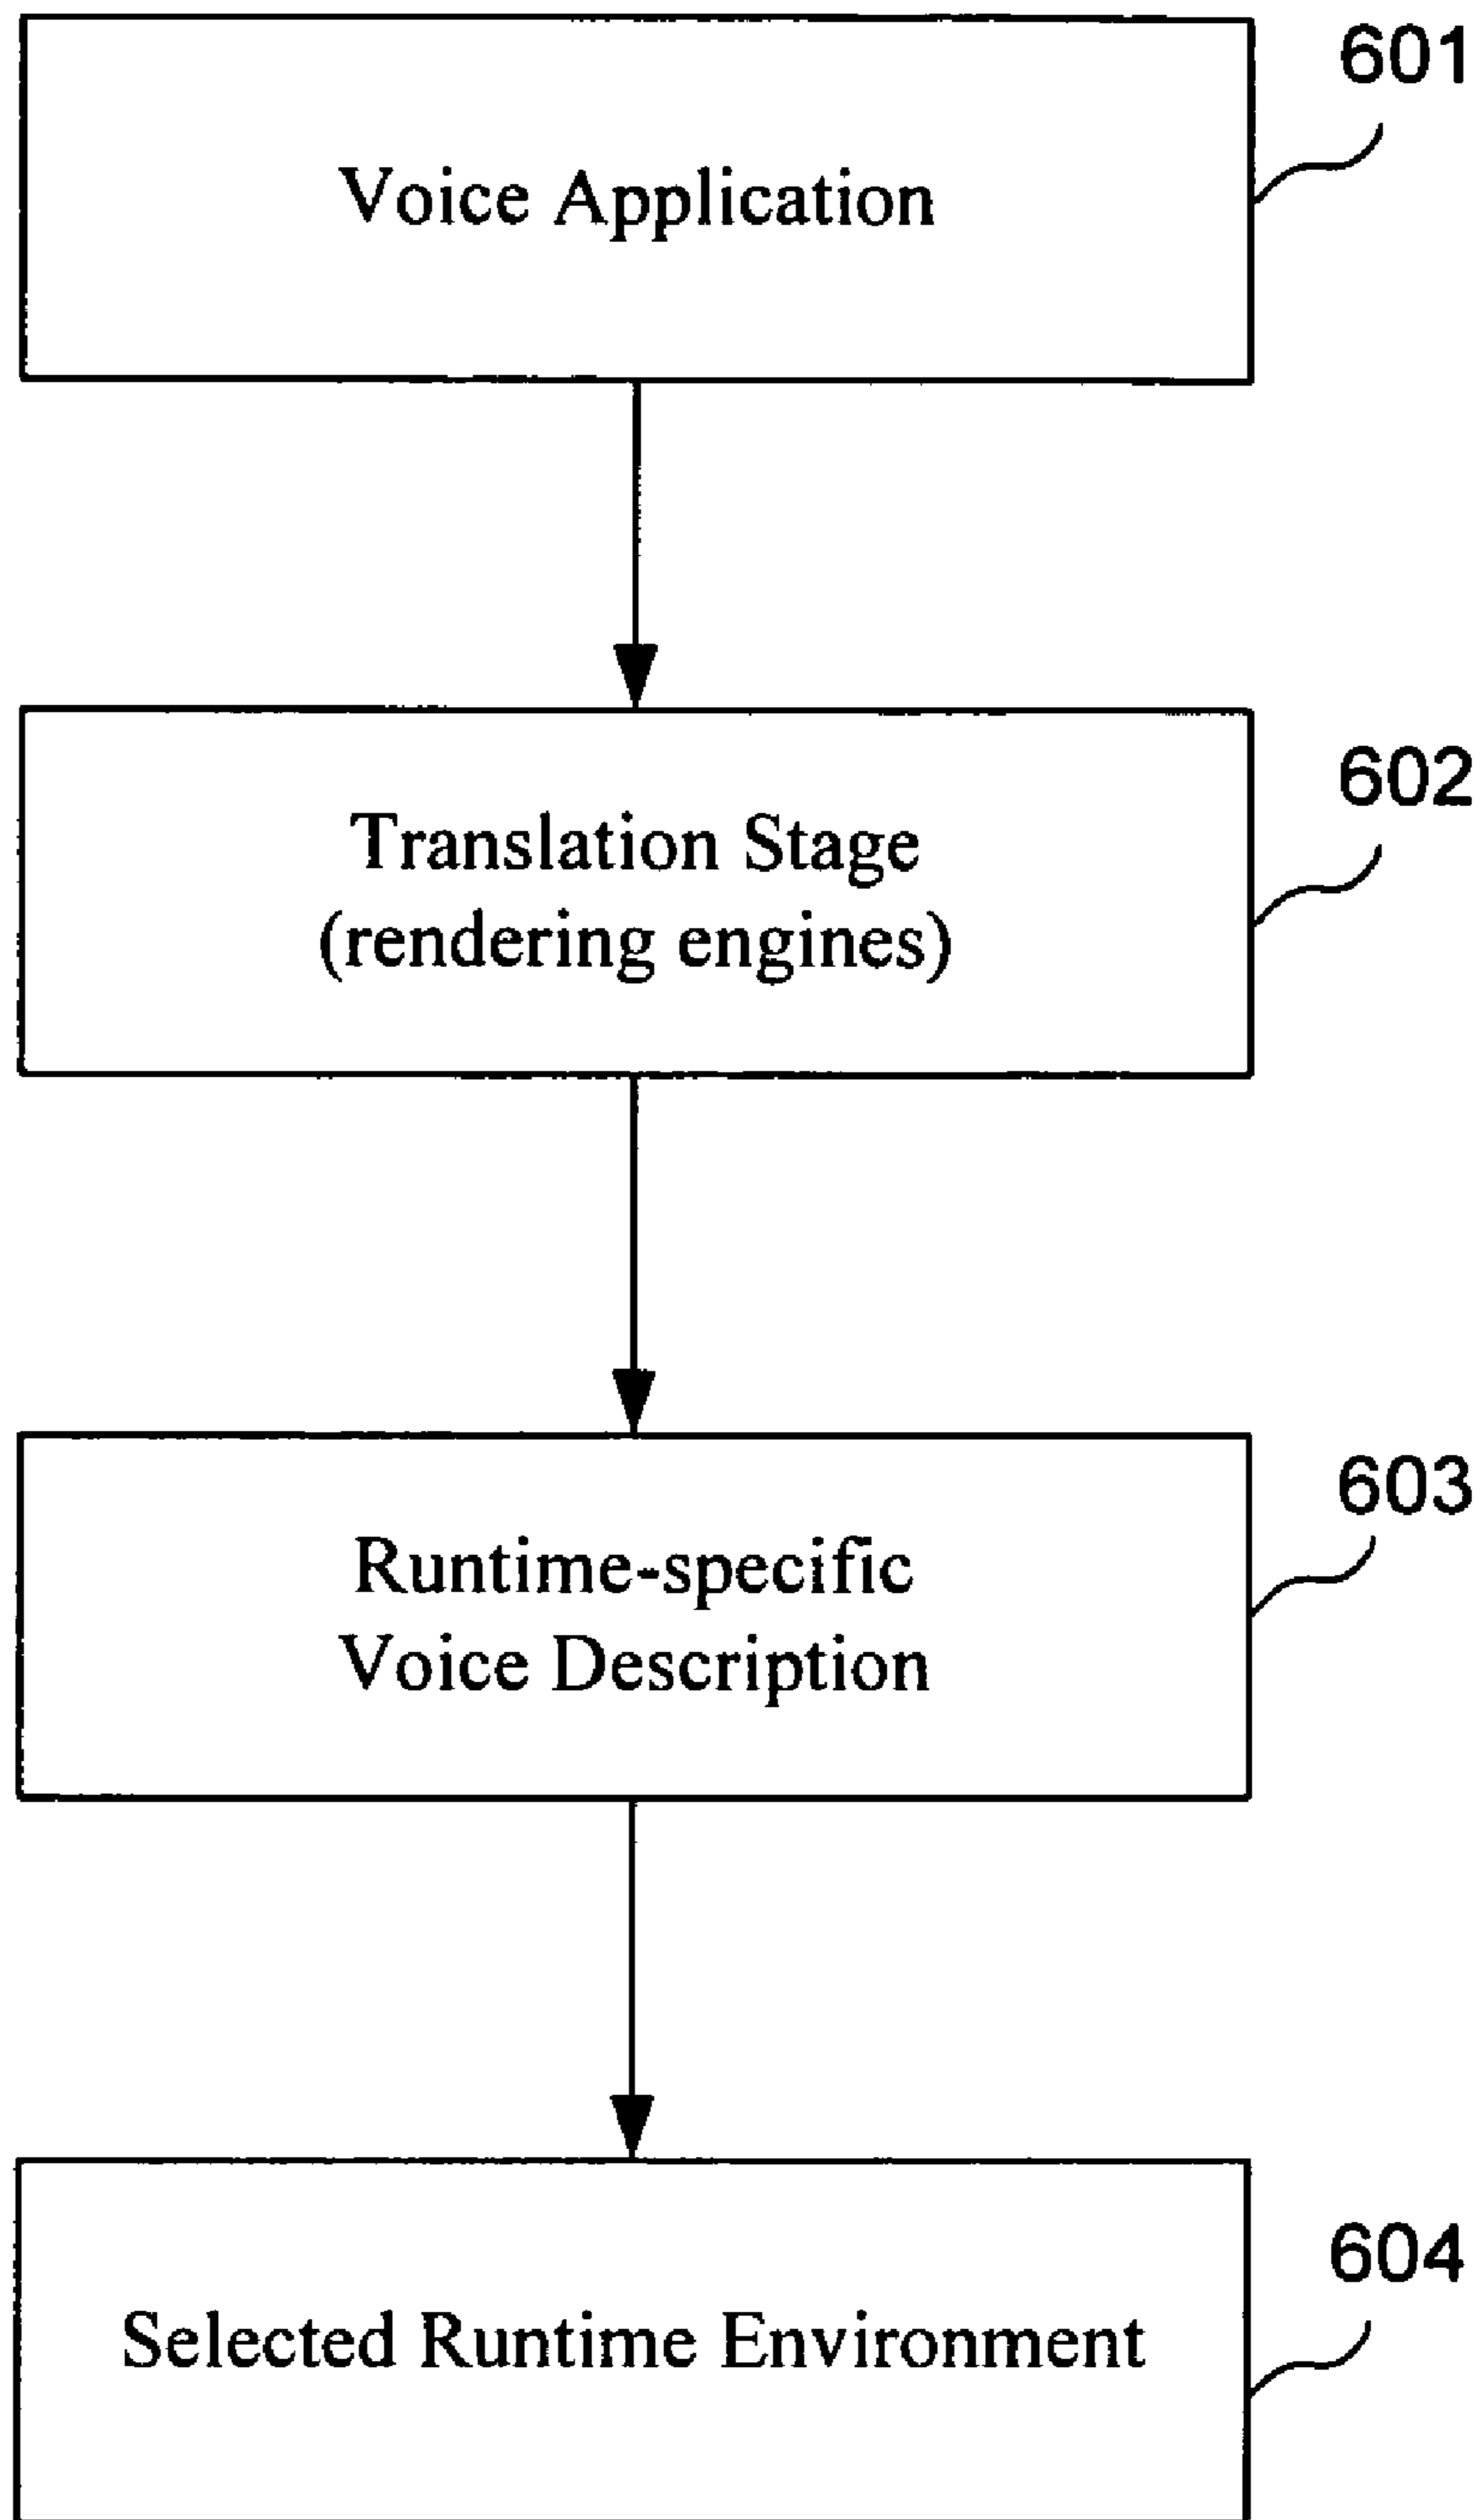 601
Voice Application
602
Translation Stage
(rendering engines)
603
Runtime-specific
Voice Description
604
Selected Runtime Environment